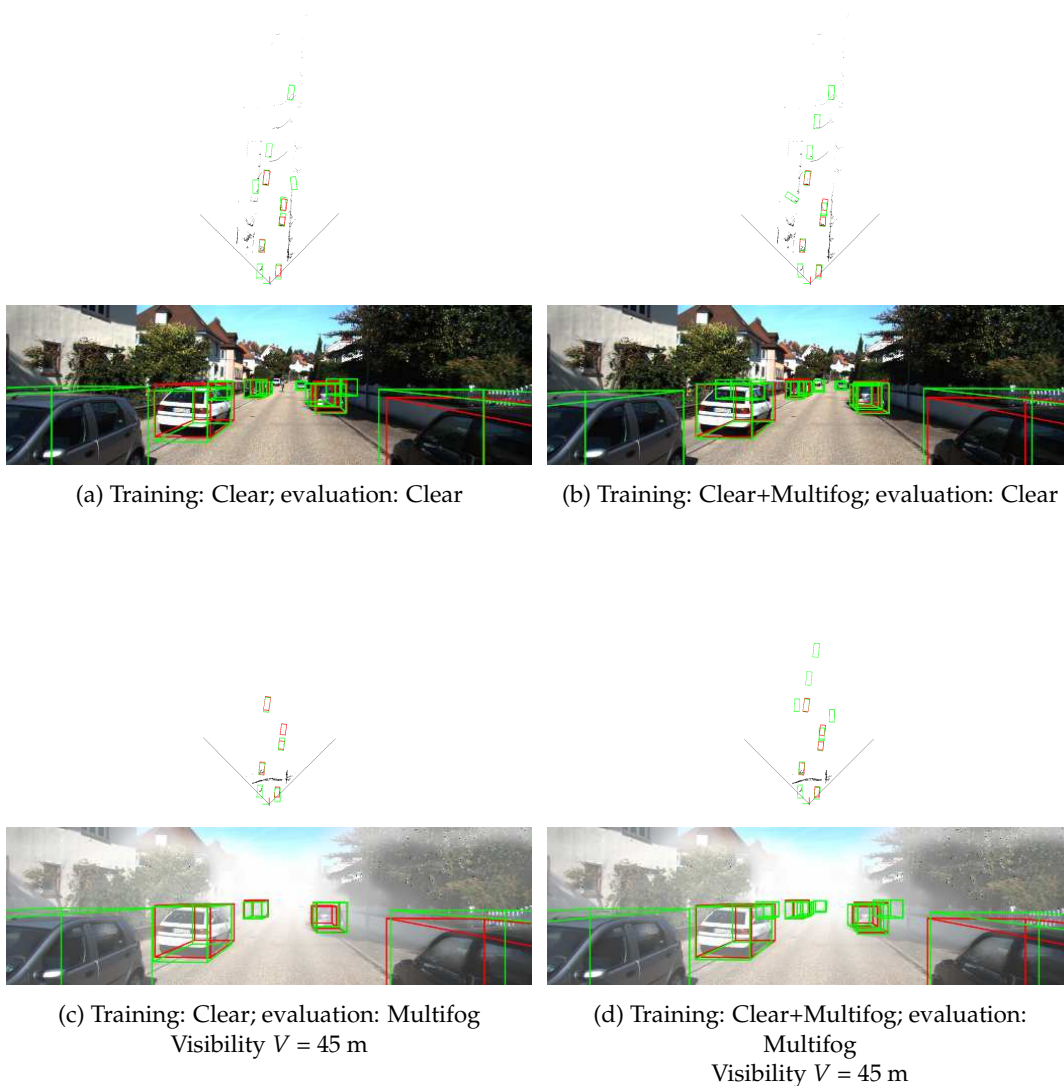 (a) Training: Clear; evaluation: Clear
(b) Training: Clear+Multifog; evaluation: Clear
(c) Training: Clear; evaluation: Multifog
Visibility V = 45 m
(d) Training: Clear+Multifog; evaluation:
Multifog
Visibility V = 45 m